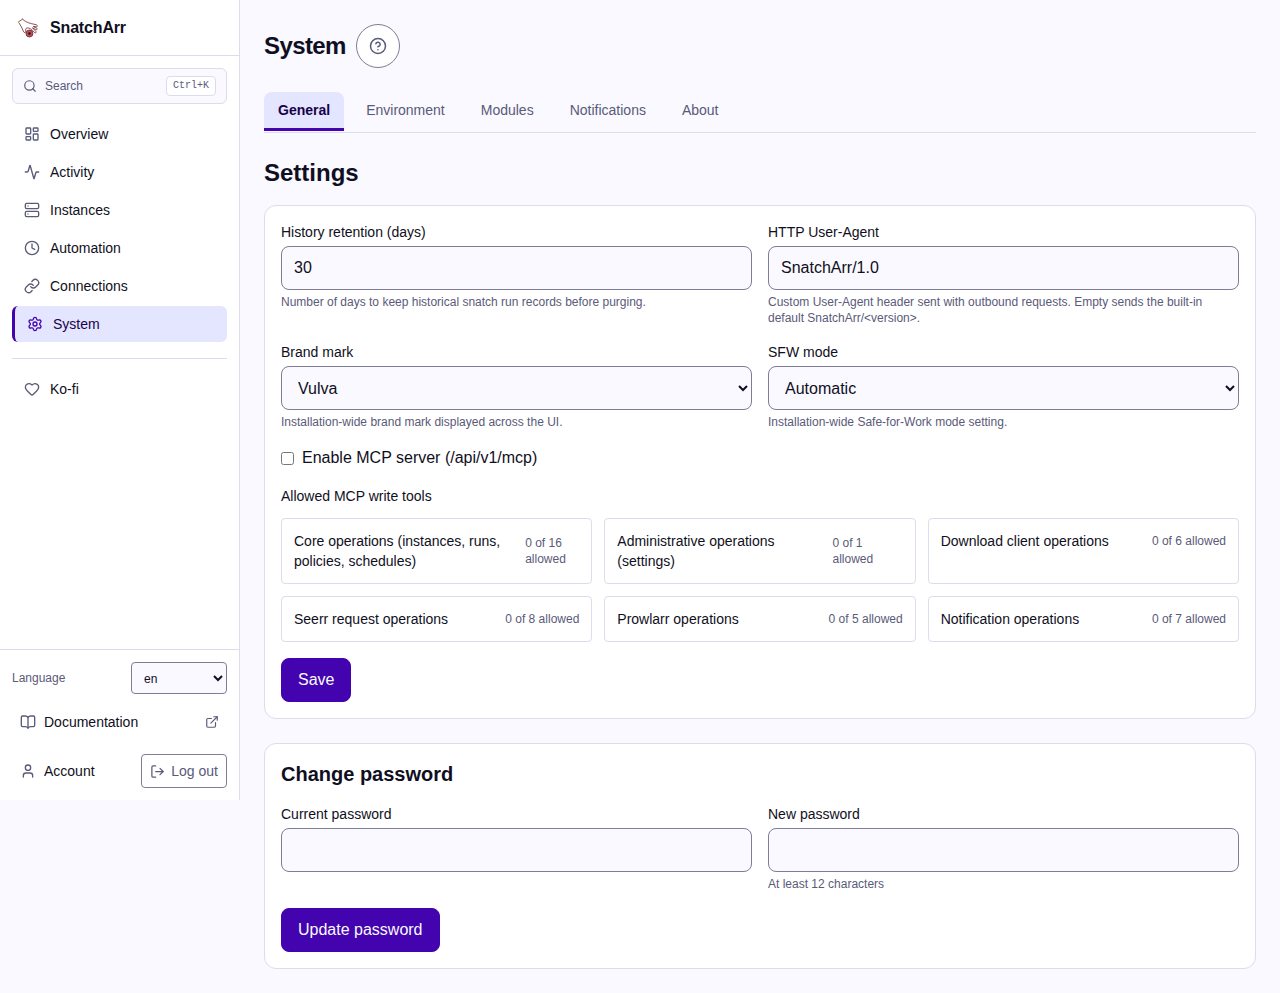 SnatchArr
Search
Ctrl+K
Overview
Activity
Instances
Automation
Connections
System
Ko-fi
Language
en
Documentation
Account
Log out
System
General
Environment
Modules
Notifications
About
Settings
History retention (days)
30
Number of days to keep historical snatch run records before purging.
HTTP User-Agent
SnatchArr/1.0
Custom User-Agent header sent with outbound requests. Empty sends the built-in
default SnatchArr/<version>.
Brand mark
Vulva
Installation-wide brand mark displayed across the UI.
SFW mode
Automatic
Installation-wide Safe-for-Work mode setting.
Enable MCP server (/api/v1/mcp)
Allowed MCP write tools
Core operations (instances, runs,
policies, schedules)
0 of 16
allowed
Administrative operations
(settings)
0 of 1
allowed
Download client operations
0 of 6 allowed
Seerr request operations
0 of 8 allowed
Prowlarr operations
0 of 5 allowed
Notification operations
0 of 7 allowed
Save
Change password
Current password
New password
At least 12 characters
Update password